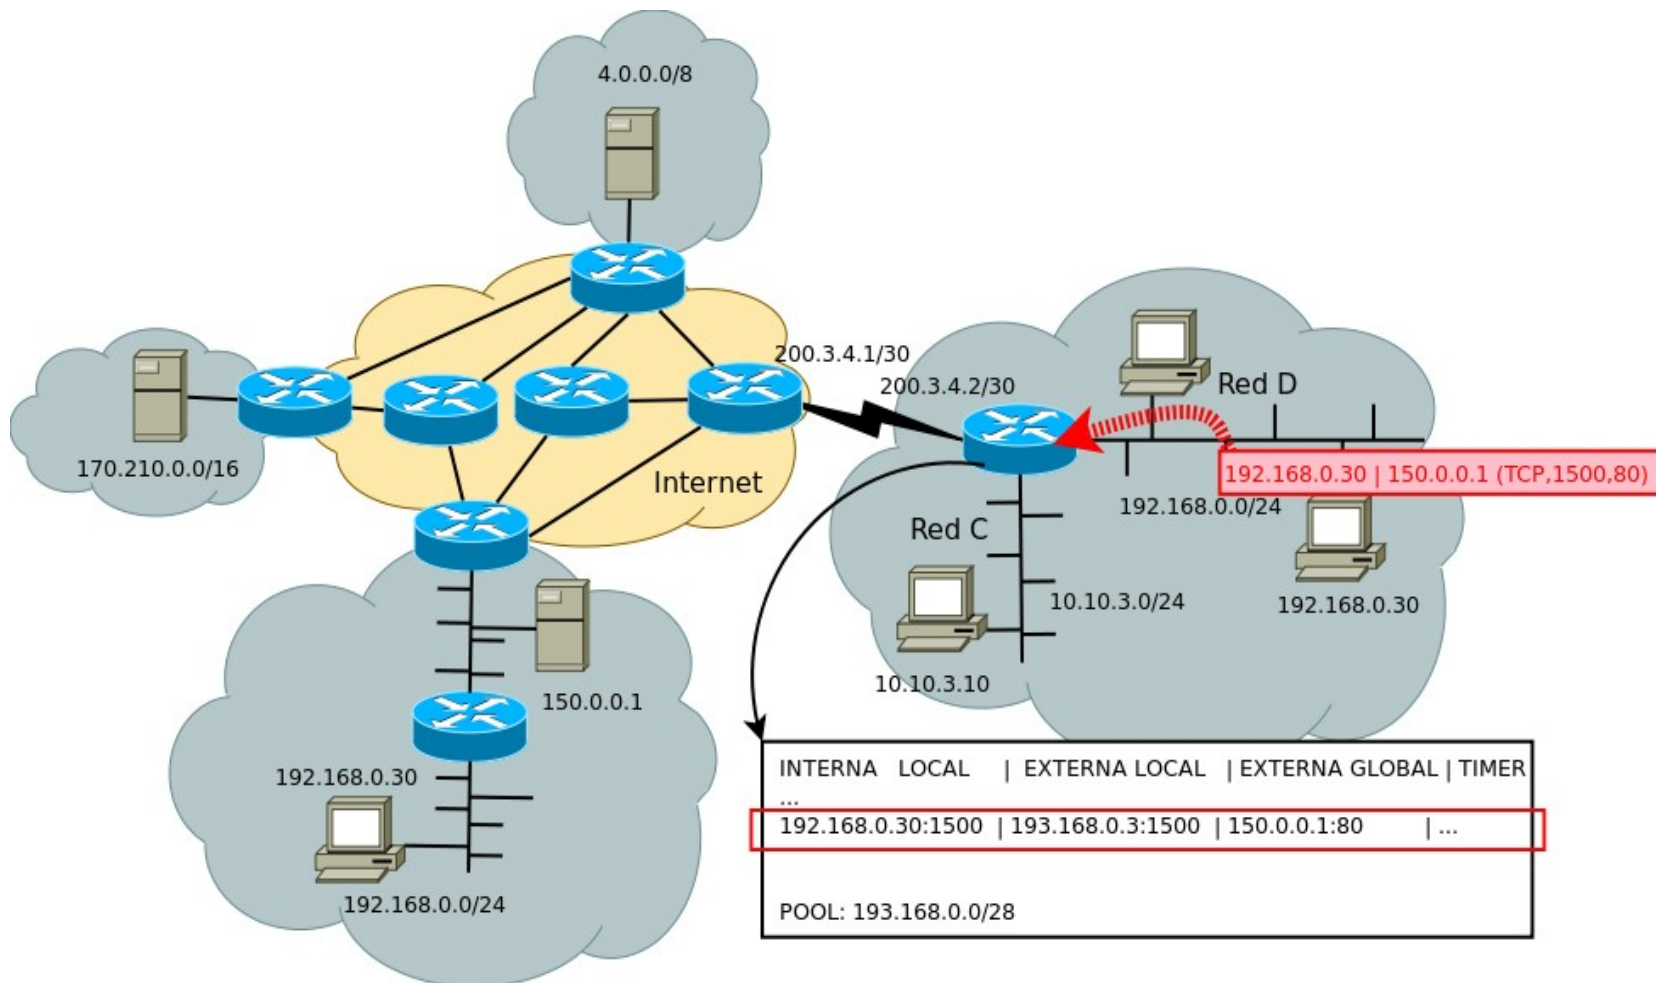 4.0.0.0/8
200.3.4.1/30
200.3.4.2/30
Red D
170.210.0.0/16
Internet
192.168.0.30 | 150.0.0.1 (TCP,1500,80)
192.168.0.0/24
Red C
10.10.3.0/24
192.168.0.30
10.10.3.10
150.0.0.1
192.168.0.30
192.168.0.0/24
INTERNA LOCAL | EXTERNA LOCAL | EXTERNA GLOBAL | TIMER
...
192.168.0.30:1500 | 193.168.0.3:1500 | 150.0.0.1:80 | ...
POOL: 193.168.0.0/28